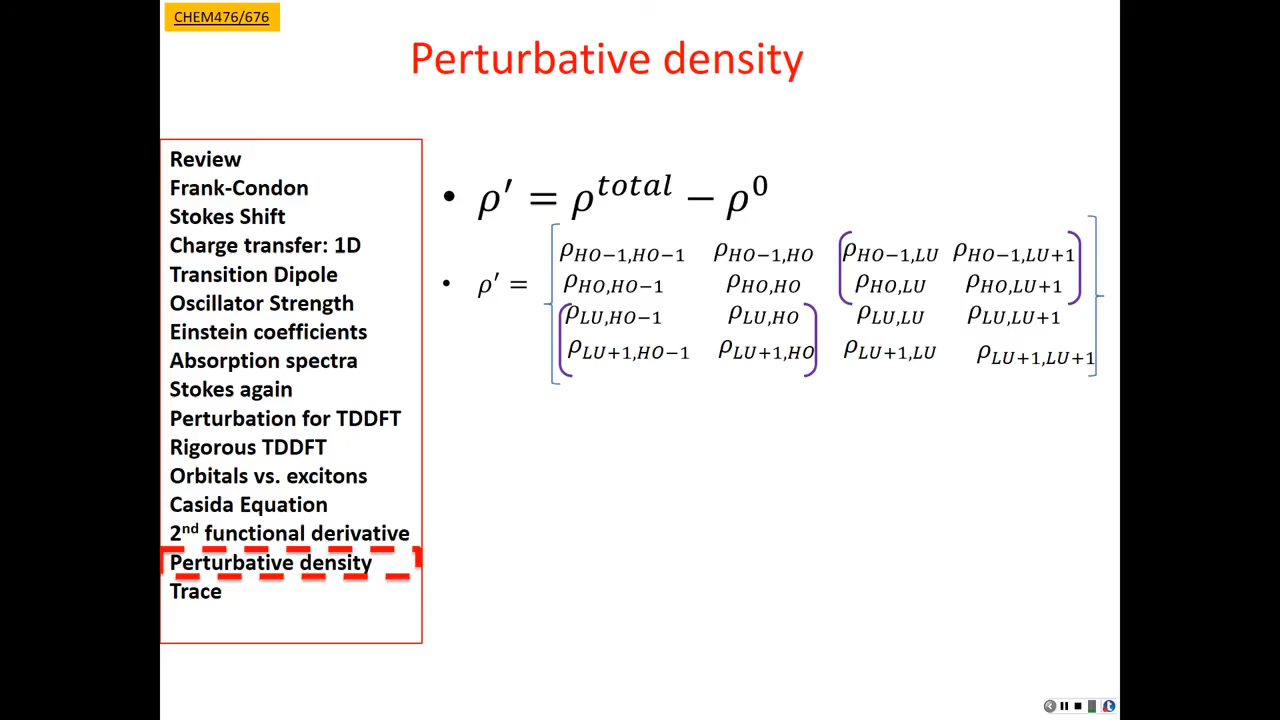 CHEM476/676
Perturbative density
Review
Frank-Condon
Stokes Shift
Charge transfer: 1D
Transition Dipole
Oscillator Strength
Einstein coefficients
Absorption spectra
Stokes again
Perturbation for TDDFT
Rigorous TDDFT
Orbitals vs. excitons
Casida Equation
2nd functional derivative
Perturbative density
Trace
• ρ′ = ρ^total − ρ^0
• ρ′ =
ρ_HO−1,HO−1 ρ_HO−1,HO ρ_HO−1,LU ρ_HO−1,LU+1
ρ_HO,HO−1 ρ_HO,HO ρ_HO,LU ρ_HO,LU+1
ρ_LU,HO−1 ρ_LU,HO ρ_LU,LU ρ_LU,LU+1
ρ_LU+1,HO−1 ρ_LU+1,HO ρ_LU+1,LU ρ_LU+1,LU+1